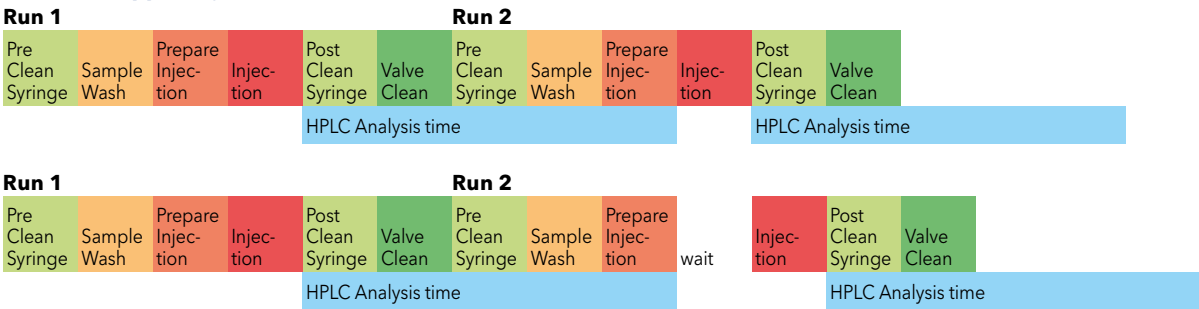 Run 1
Run 2
Pre
Clean
Syringe
Sample
Wash
Prepare
Injec-
tion
Injec-
tion
Post
Clean
Syringe
Valve
Clean
Pre
Clean
Syringe
Sample
Wash
Prepare
Injec-
tion
Injec-
tion
Post
Clean
Syringe
Valve
Clean
HPLC Analysis time
HPLC Analysis time
Run 1
Run 2
Pre
Clean
Syringe
Sample
Wash
Prepare
Injec-
tion
Injec-
tion
Post
Clean
Syringe
Valve
Clean
Pre
Clean
Syringe
Sample
Wash
Prepare
Injec-
tion
wait
Injec-
tion
Post
Clean
Syringe
Valve
Clean
HPLC Analysis time
HPLC Analysis time